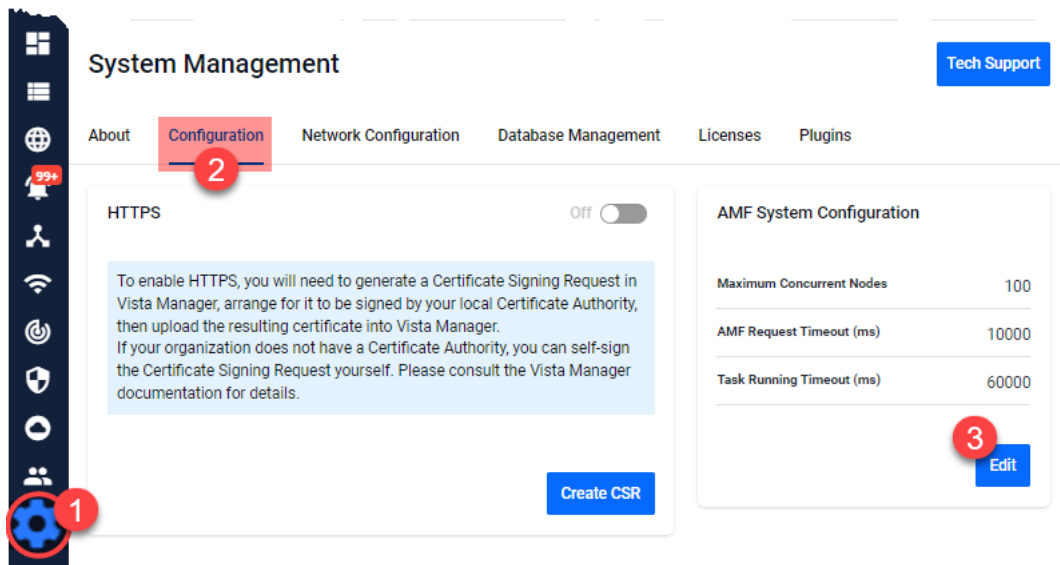 System Management
Tech Support
About Configuration Network Configuration Database Management Licenses Plugins
2
99+
HTTPS
Off
To enable HTTPS, you will need to generate a Certificate Signing Request in
Vista Manager, arrange for it to be signed by your local Certificate Authority,
then upload the resulting certificate into Vista Manager.
If your organization does not have a Certificate Authority, you can self-sign
the Certificate Signing Request yourself. Please consult the Vista Manager
documentation for details.
Create CSR
AMF System Configuration
Maximum Concurrent Nodes 100
AMF Request Timeout (ms) 10000
Task Running Timeout (ms) 60000
3
Edit
1